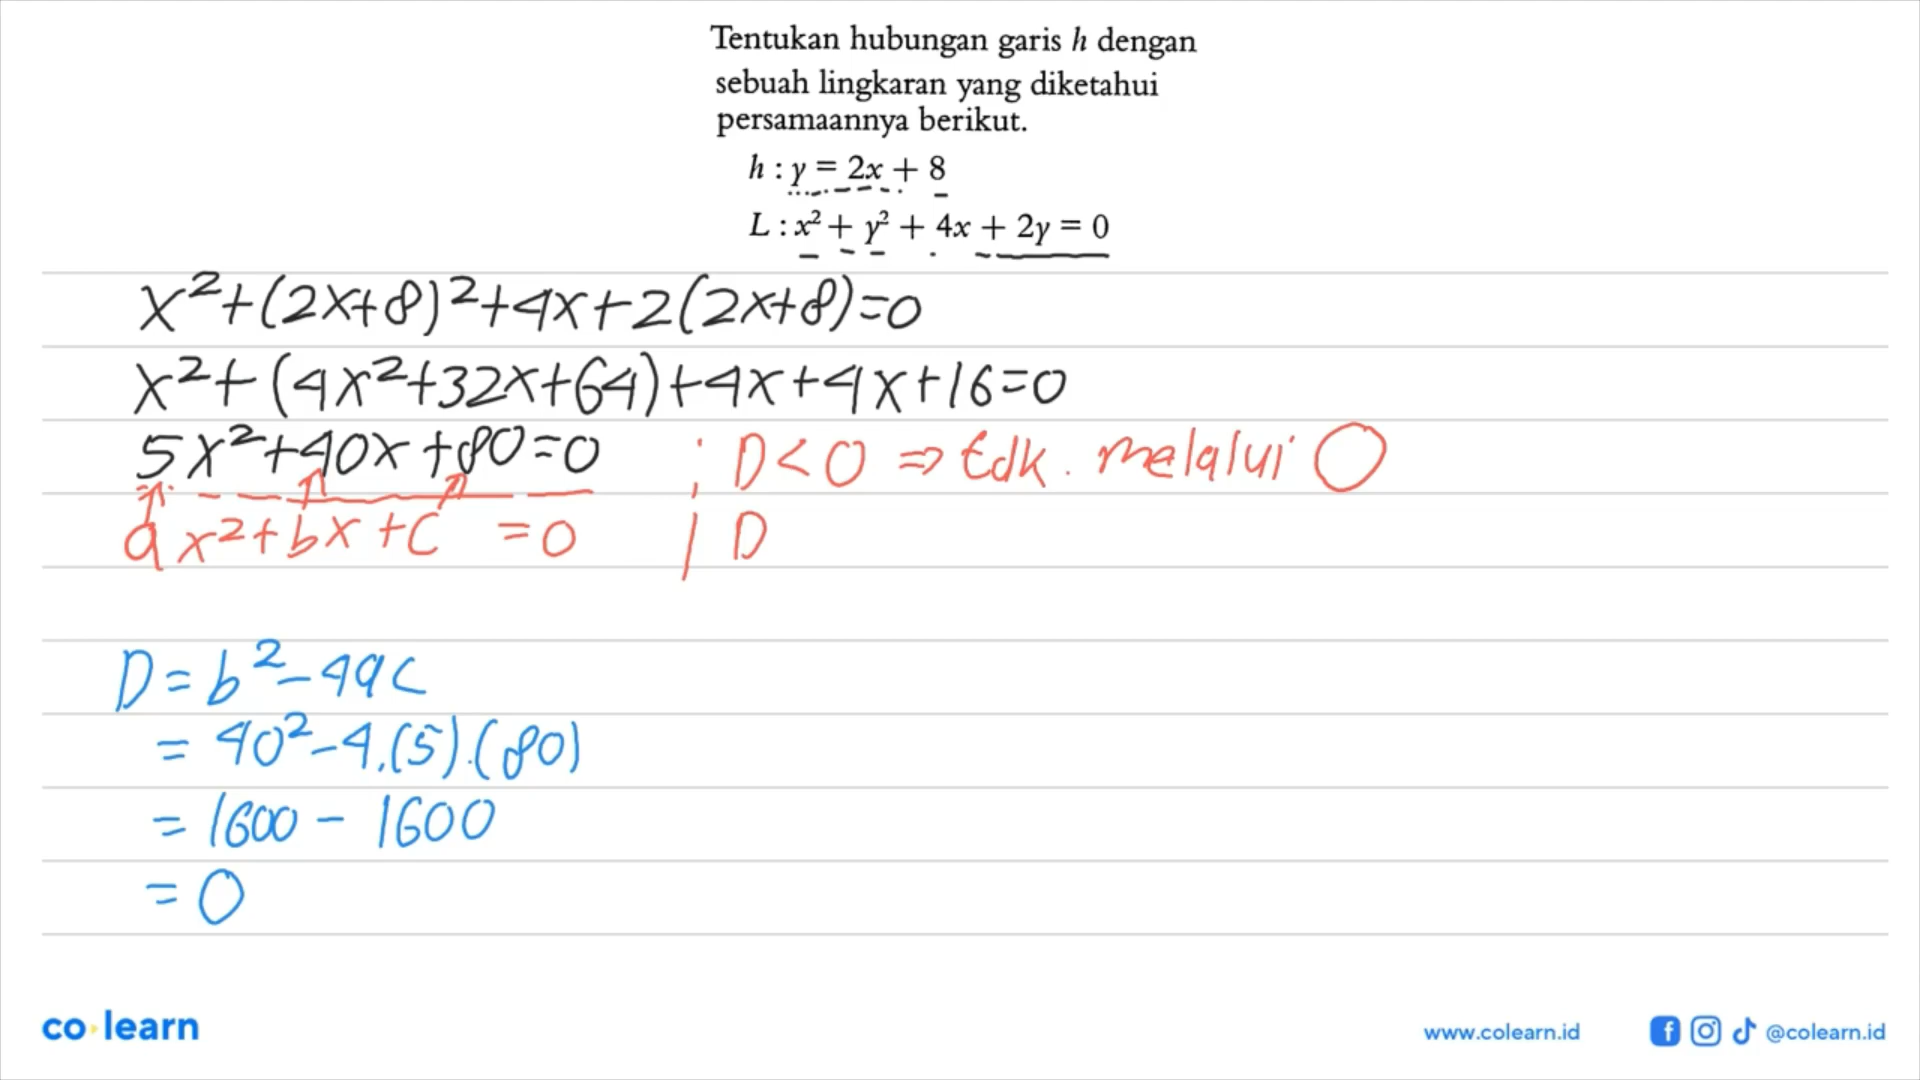 Tentukan hubungan garis h dengan
sebuah lingkaran yang diketahui
persamaannya berikut.
h : y = 2x + 8
L : x² + y² + 4x + 2y = 0
x²+(2x+8)²+4x+2(2x+8)=0
x²+(4x²+32x+64)+4x+4x+16=0
5x²+40x+80=0 ; D<0 ⇒ tdk. melalui O
ax²+bx+c =0 | D
D = b²-4ac
= 40²-4.(5).(80)
= 1600 - 1600
= 0
co learn
www.colearn.id @colearn.id